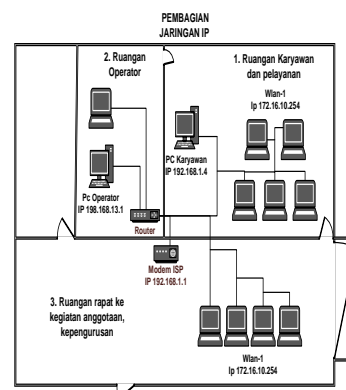 PEMBAGIAN
JARINGAN IP
2. Ruangan
Operator
1. Ruangan Karyawan
dan pelayanan
Wlan-1
Ip 172.16.10.254
PC Karyawan
IP 192.168.1.4
Pc Operator
IP 198.168.13.1
Router
Modem ISP
IP 192.168.1.1
3. Ruangan rapat ke
kegiatan anggotaan,
kepengurusan
Wlan-1
Ip 172.16.10.254